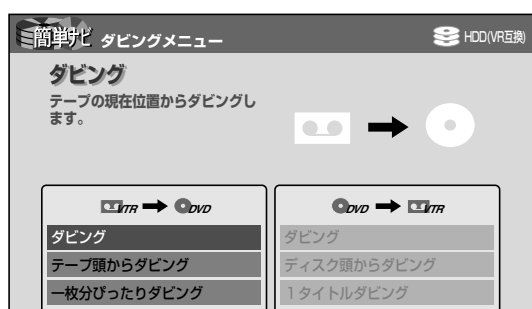 簡単ナビ ダビングメニュー HDD(VR互換)
ダビング
テープの現在位置からダビングし
ます。
VTR DVD
DVD VTR
ダビング
テープ頭からダビング
一枚分ぴったりダビング
ダビング
ディスク頭からダビング
1タイトルダビング